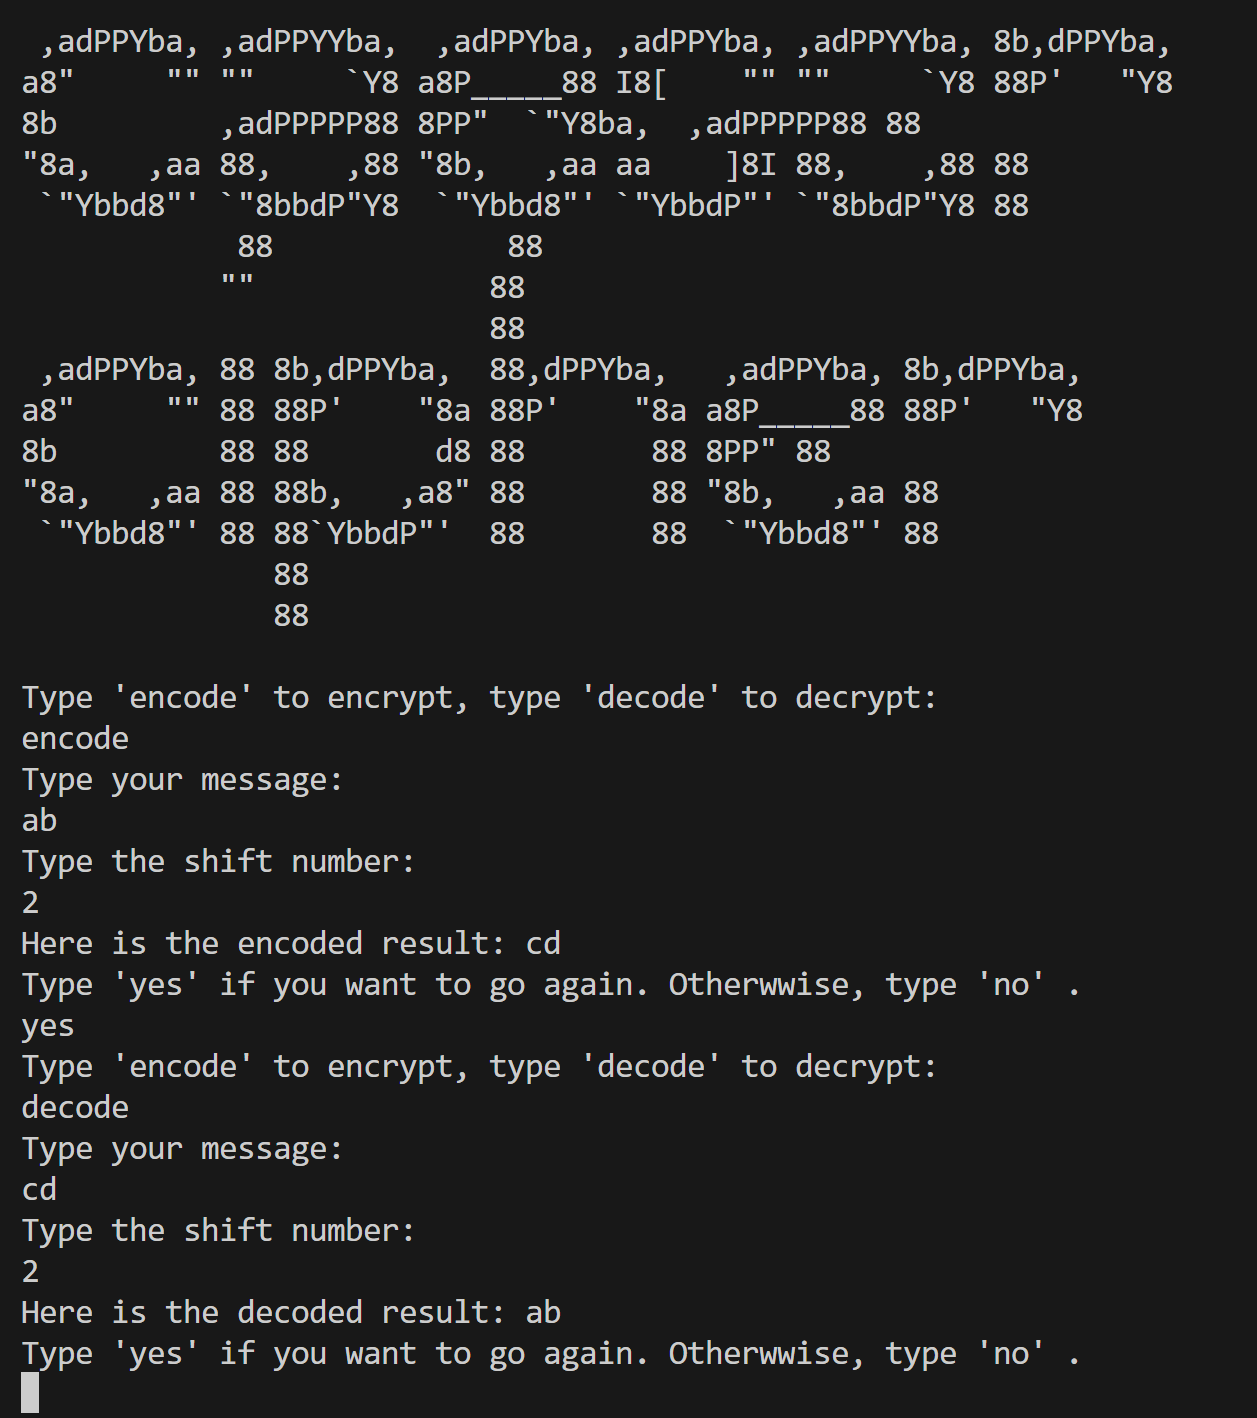 ,adPPYba, ,adPPYYba,  ,adPPYba, ,adPPYba, ,adPPYYba, 8b,dPPYba,
a8"     "" ""     `Y8 a8P_____88 I8[    "" ""     `Y8 88P'   "Y8
8b         ,adPPPPP88 8PP"  `"Y8ba,  ,adPPPPP88 88
"8a,   ,aa 88,    ,88 "8b,   ,aa aa    ]8I 88,    ,88 88
 `"Ybbd8"' `"8bbdP"Y8  `"Ybbd8"' `"YbbdP"' `"8bbdP"Y8 88
            88             88
           ""             88
                          88
 ,adPPYba, 88 8b,dPPYba,  88,dPPYba,   ,adPPYba, 8b,dPPYba,
a8"     "" 88 88P'    "8a 88P'    "8a a8P_____88 88P'   "Y8
8b         88 88       d8 88       88 8PP" 88
"8a,   ,aa 88 88b,   ,a8" 88       88 "8b,   ,aa 88
 `"Ybbd8"' 88 88`YbbdP"'  88       88  `"Ybbd8"' 88
              88
              88

Type 'encode' to encrypt, type 'decode' to decrypt:
encode
Type your message:
ab
Type the shift number:
2
Here is the encoded result: cd
Type 'yes' if you want to go again. Otherwwise, type 'no' .
yes
Type 'encode' to encrypt, type 'decode' to decrypt:
decode
Type your message:
cd
Type the shift number:
2
Here is the decoded result: ab
Type 'yes' if you want to go again. Otherwwise, type 'no' .